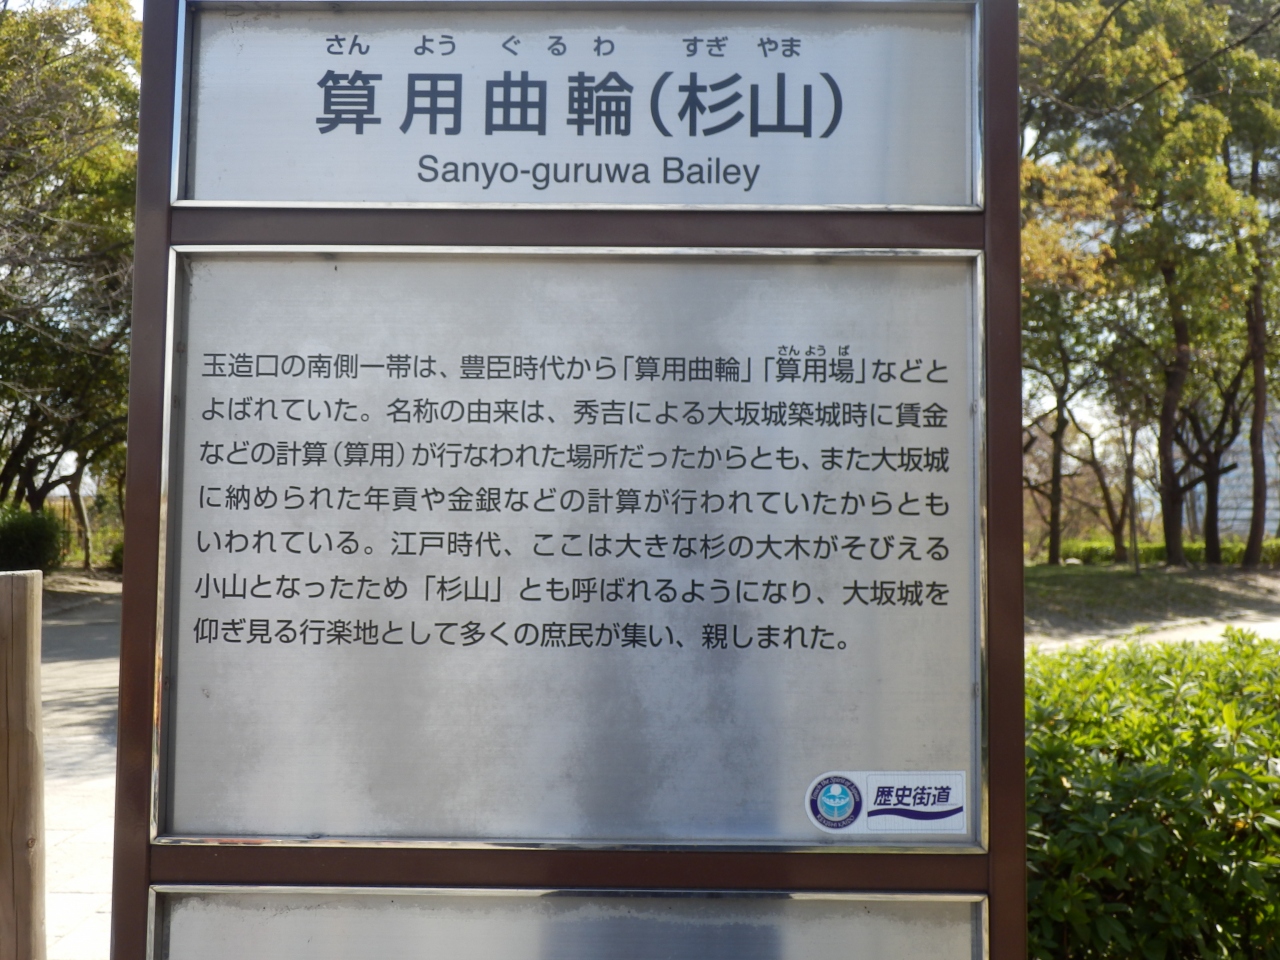 さん よう ぐるわ すぎ やま
算用曲輪(杉山)
Sanyo-guruwa Bailey
さんようば
玉造口の南側一帯は、豊臣時代から「算用曲輪」「算用場」などと
よばれていた。名称の由来は、秀吉による大坂城築城時に賃金
などの計算(算用)が行なわれた場所だったからとも、また大坂城
に納められた年貢や金銀などの計算が行われていたからとも
いわれている。江戸時代、ここは大きな杉の大木がそびえる
小山となったため「杉山」とも呼ばれるようになり、大坂城を
仰ぎ見る行楽地として多くの庶民が集い、親しまれた。
歴史街道